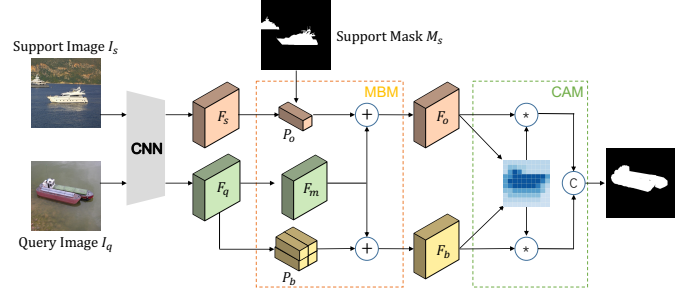 Support Image I_s
Support Mask M_s
MBM
CAM
CNN
F_s
P_o
+
F_o
*
F_q
F_m
C
Query Image I_q
P_b
+
F_b
*